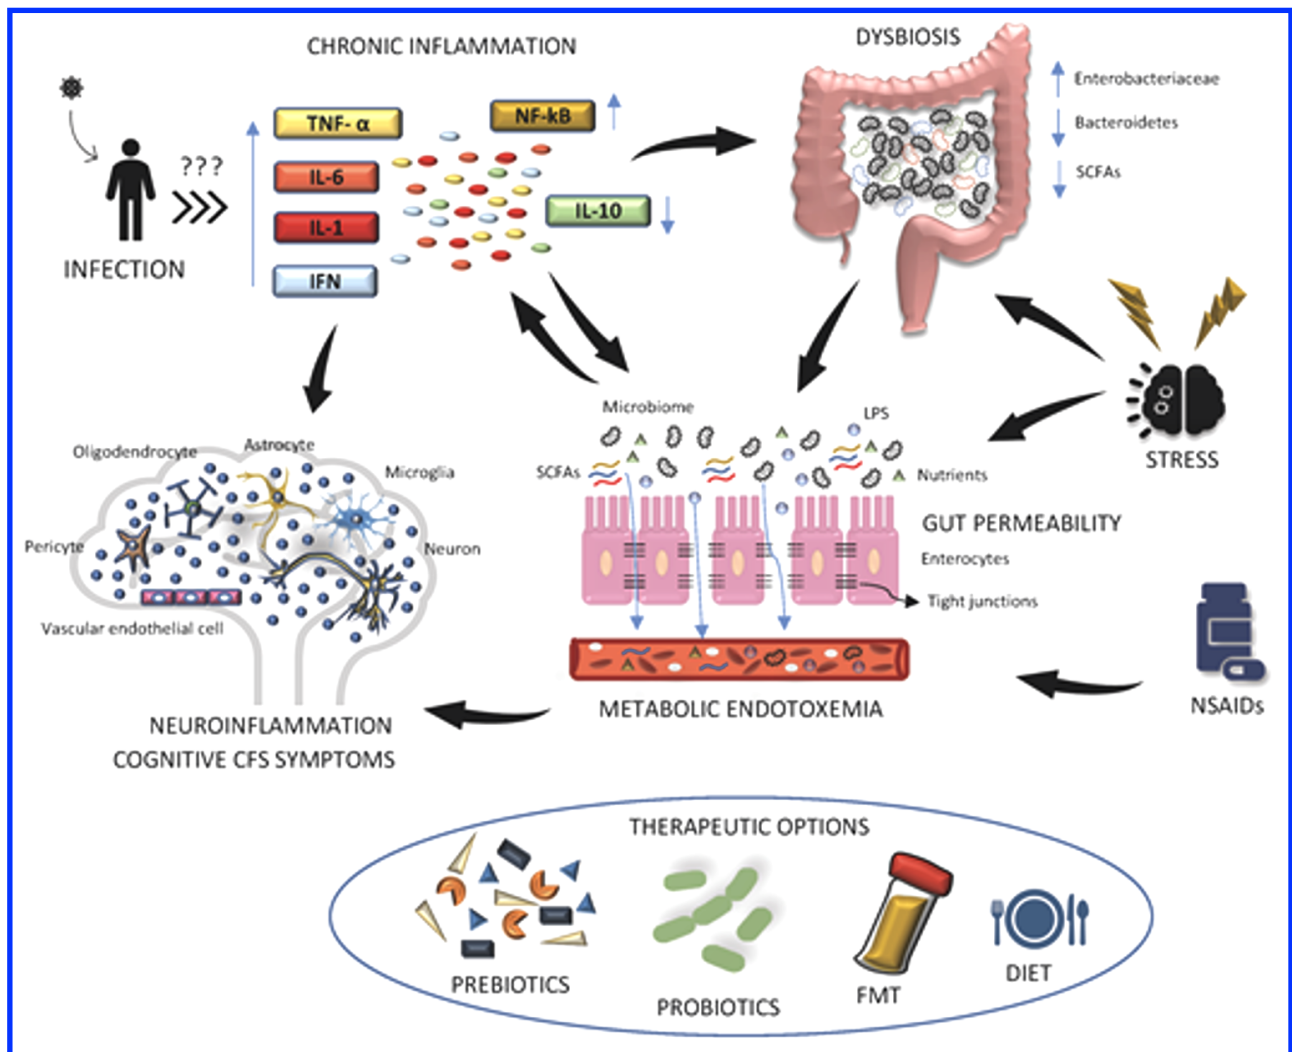 CHRONIC INFLAMMATION
DYSBIOSIS
TNF- α
NF-kB
IL-6
IL-1
IL-10
IFN
???
INFECTION
Enterobacteriaceae
Bacteroidetes
SCFAs
STRESS
Microbiome
LPS
SCFAs
Nutrients
GUT PERMEABILITY
Enterocytes
Tight junctions
Oligodendrocyte
Astrocyte
Microglia
Pericyte
Neuron
Vascular endothelial cell
METABOLIC ENDOTOXEMIA
NSAIDs
NEUROINFLAMMATION
COGNITIVE CFS SYMPTOMS
THERAPEUTIC OPTIONS
PREBIOTICS
PROBIOTICS
FMT
DIET